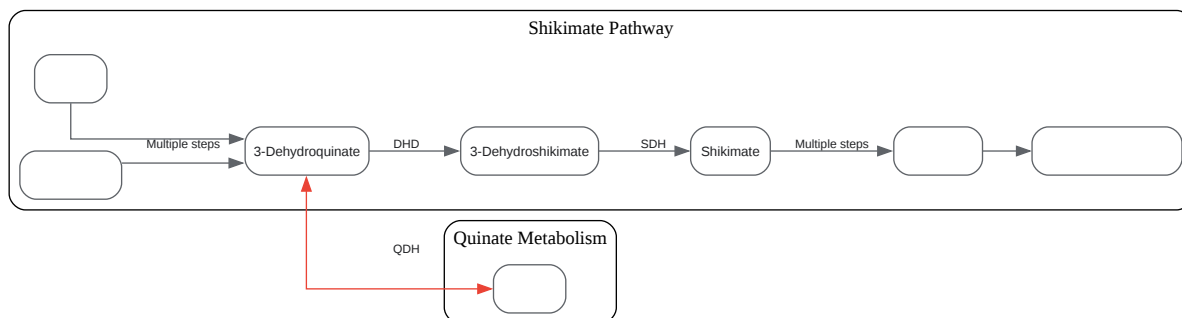 Shikimate Pathway
Multiple steps
3-Dehydroquinate
DHD
3-Dehydroshikimate
SDH
Shikimate
Multiple steps
QDH
Quinate Metabolism